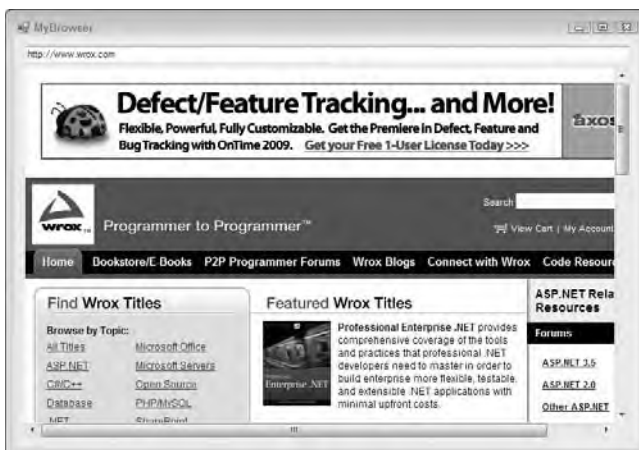 MyBrowser
http://www.wrox.com
Defect/Feature Tracking... and More!
Flexible, Powerful, Fully Customizable. Get the Premiere in Defect, Feature and
Bug Tracking with OnTime 2009. Get your Free 1-User License Today >>>
axos
Search
wrox™
Programmer to Programmer™
View Cart | My Account
Home Bookstore/E-Books P2P Programmer Forums Wrox Blogs Connect with Wrox Code Resour
Find Wrox Titles
Browse by Topic:
All Titles Microsoft Office
ASP.NET Microsoft Servers
C#/C++ Open Source
Database PHP/MySQL
.NET SharePoint
Featured Wrox Titles
Enterprise .NET
Professional Enterprise .NET provides
comprehensive coverage of the tools
and practices that professional .NET
developers need to master in order to
build enterprise more flexible, testable,
and extensible .NET applications with
minimal upfront costs.
ASP.NET Rela
Resources
Forums
ASP.NET 3.5
ASP.NET 2.0
Other ASP.NET